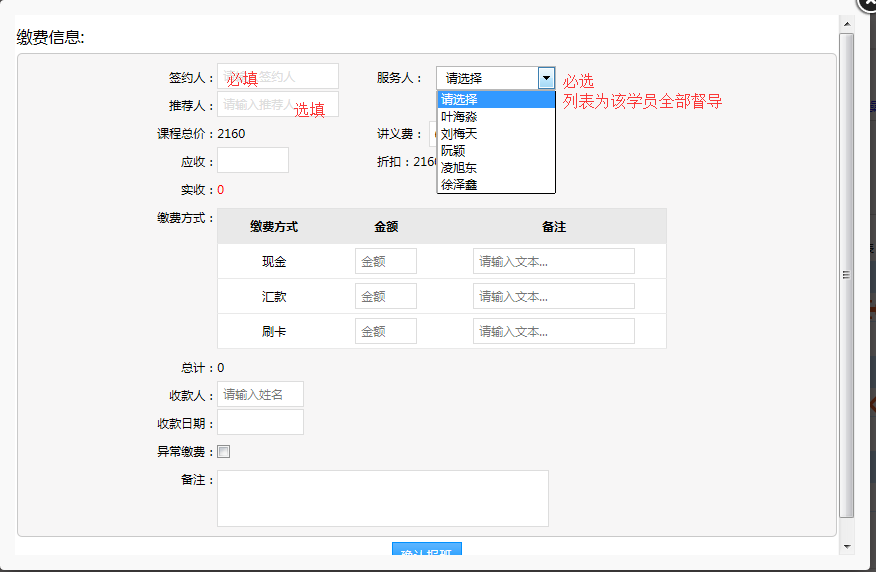 缴费信息:
签约人： 必填 签约人 服务人： 请选择 必选
请选择 列表为该学员全部督导
推荐人： 请输入推荐人 选填 叶海淼
课程总价：2160 讲义费： 刘梅天
应收： 折扣：2160 阮颖
凌旭东
实收：0 徐泽鑫
缴费方式： 缴费方式 金额 备注
现金 金额 请输入文本...
汇款 金额 请输入文本...
刷卡 金额 请输入文本...
总计：0
收款人： 请输入姓名
收款日期：
异常缴费：
备注：
确认报班